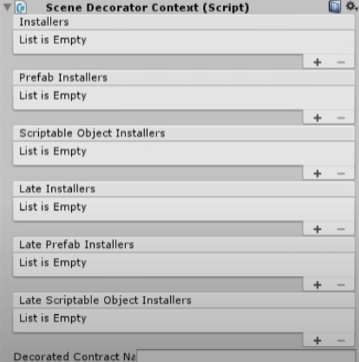 Scene Decorator Context (Script)
Installers
List is Empty
+ −
Prefab Installers
List is Empty
+ −
Scriptable Object Installers
List is Empty
+ −
Late Installers
List is Empty
+ −
Late Prefab Installers
List is Empty
+ −
Late Scriptable Object Installers
List is Empty
+ −
Decorated Contract Na